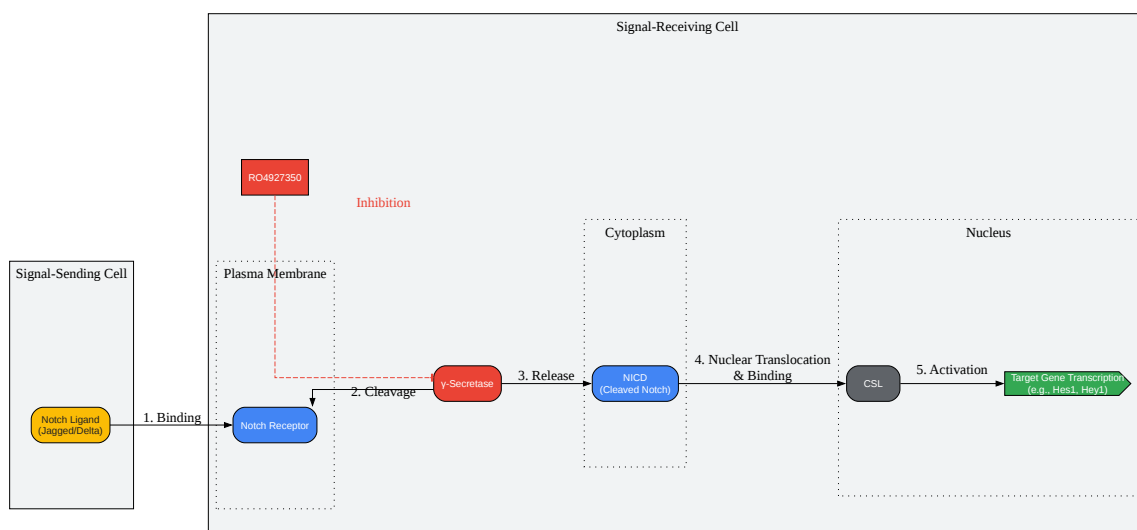 Signal-Receiving Cell
RO4927350
Inhibition
Cytoplasm
Nucleus
Signal-Sending Cell
Plasma Membrane
4. Nuclear Translocation
& Binding
3. Release
5. Activation
γ-Secretase
NICD
(Cleaved Notch)
CSL
Target Gene Transcription
(e.g., Hes1, Hey1)
2. Cleavage
1. Binding
Notch Ligand
(Jagged/Delta)
Notch Receptor